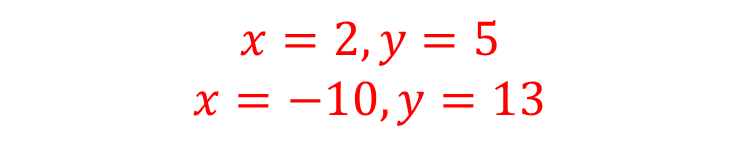 x = 2, y = 5
x = −10, y = 13